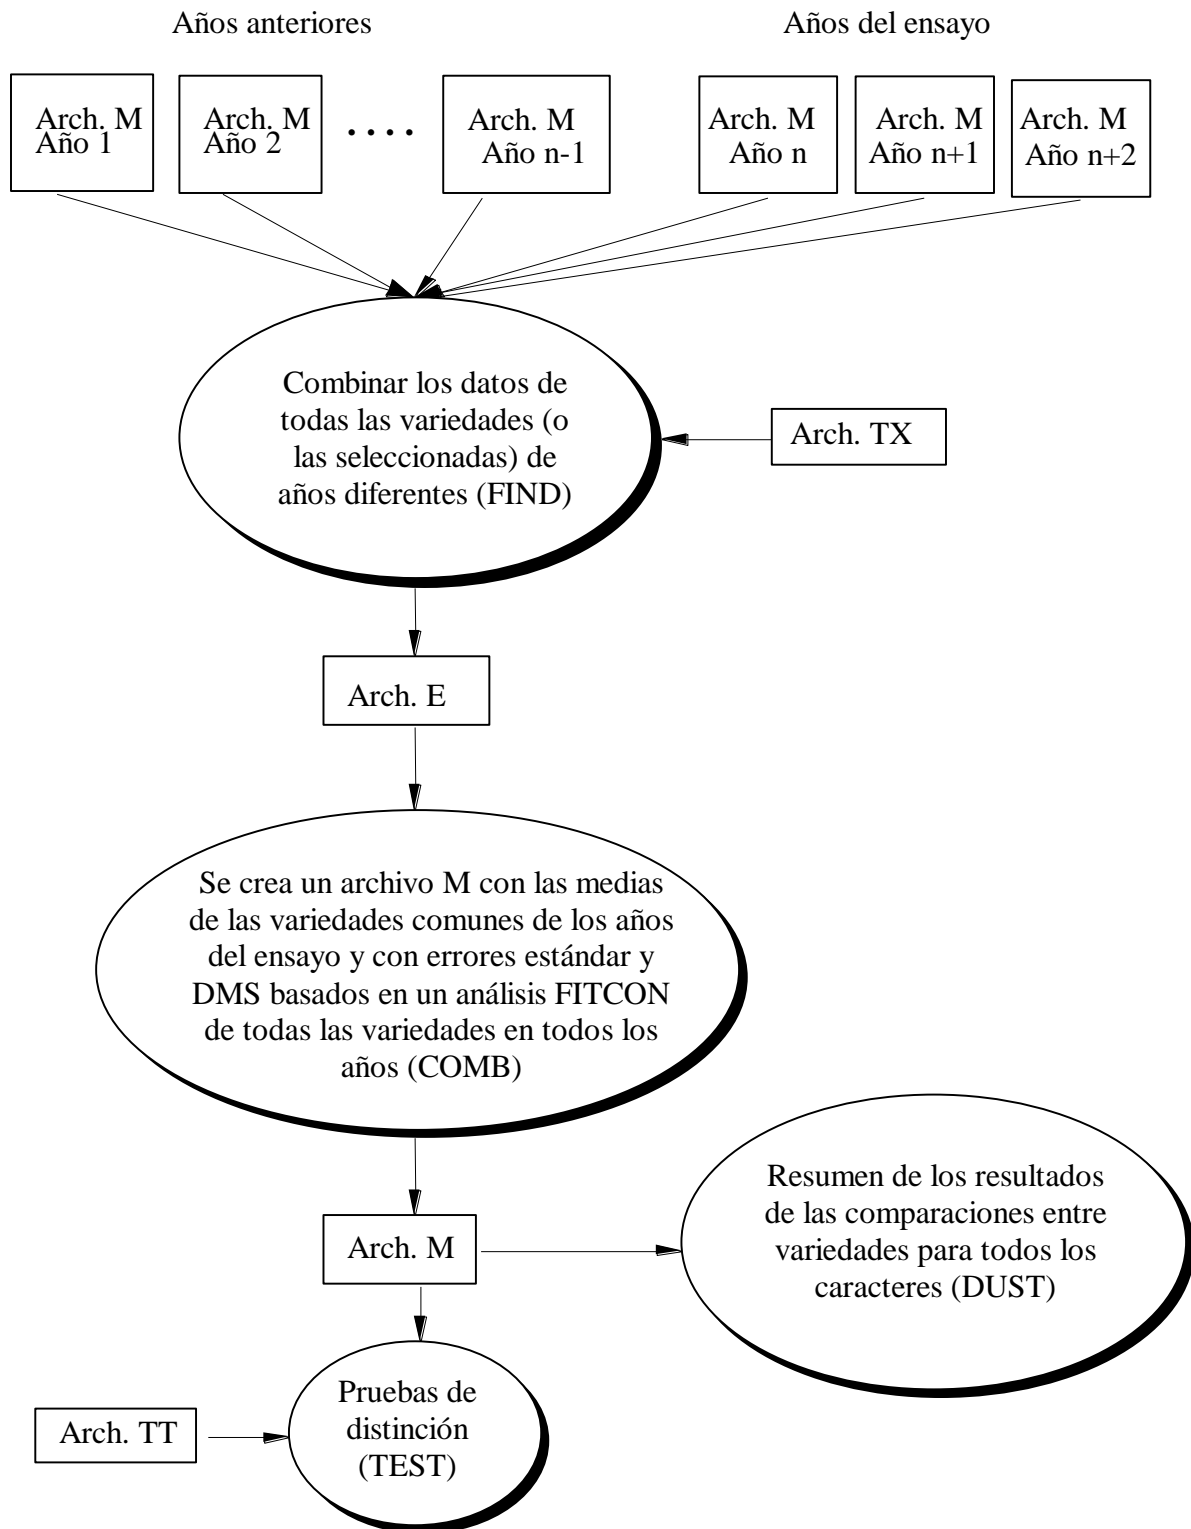 Años anteriores
Años del ensayo
Arch. M
Año 1
Arch. M
Año 2
. . . .
Arch. M
Año n-1
Arch. M
Año n
Arch. M
Año n+1
Arch. M
Año n+2
Combinar los datos de
todas las variedades (o
las seleccionadas) de
años diferentes (FIND)
Arch. TX
Arch. E
Se crea un archivo M con las medias
de las variedades comunes de los años
del ensayo y con errores estándar y
DMS basados en un análisis FITCON
de todas las variedades en todos los
años (COMB)
Arch. M
Resumen de los resultados
de las comparaciones entre
variedades para todos los
caracteres (DUST)
Arch. TT
Pruebas de
distinción
(TEST)